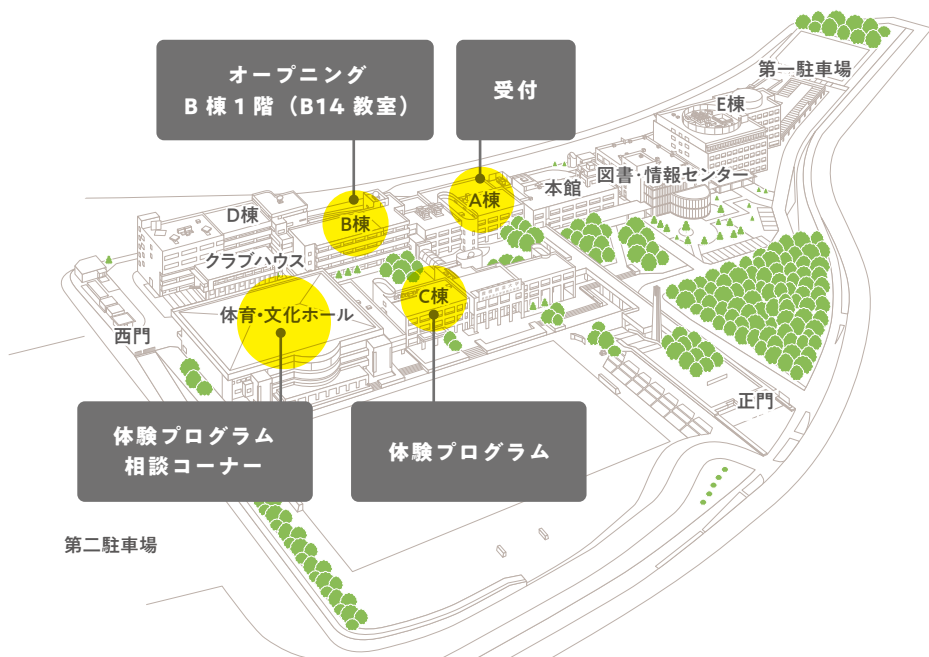 オープニング
B棟1階（B14教室）
受付
第一駐車場
E棟
図書・情報センター
本館
A棟
D棟
B棟
クラブハウス
C棟
体育・文化ホール
西門
正門
体験プログラム
相談コーナー
体験プログラム
第二駐車場